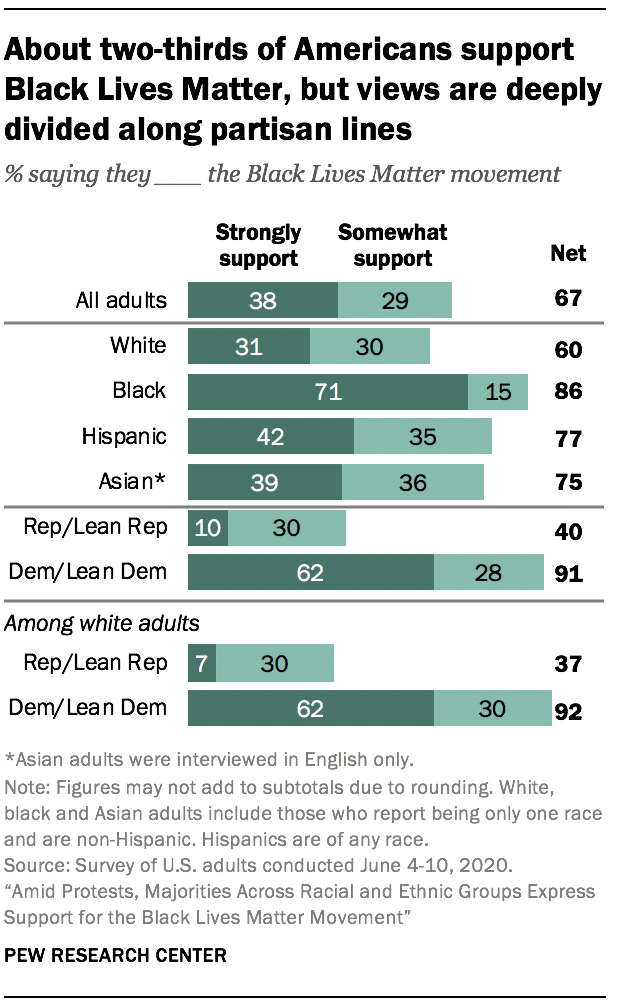 About two-thirds of Americans support
Black Lives Matter, but views are deeply
divided along partisan lines
% saying they ____ the Black Lives Matter movement
Strongly support Somewhat support Net
All adults 38 29 67
White 31 30 60
Black 71 15 86
Hispanic 42 35 77
Asian* 39 36 75
Rep/Lean Rep 10 30 40
Dem/Lean Dem 62 28 91
Among white adults
Rep/Lean Rep 7 30 37
Dem/Lean Dem 62 30 92
*Asian adults were interviewed in English only.
Note: Figures may not add to subtotals due to rounding. White,
black and Asian adults include those who report being only one race
and are non-Hispanic. Hispanics are of any race.
Source: Survey of U.S. adults conducted June 4-10, 2020.
“Amid Protests, Majorities Across Racial and Ethnic Groups Express
Support for the Black Lives Matter Movement”
PEW RESEARCH CENTER